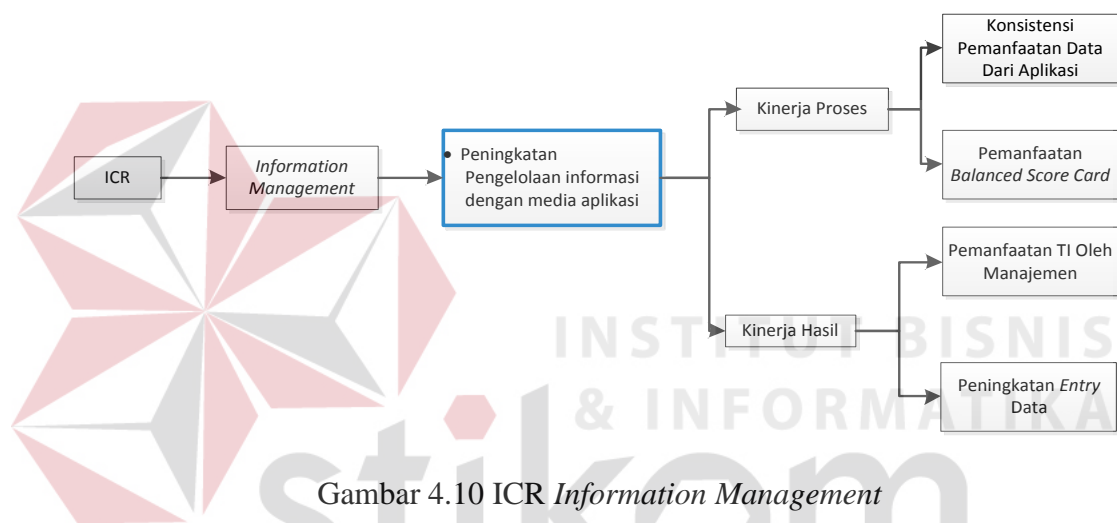 ICR
Information
Management
• Peningkatan
Pengelolaan informasi
dengan media aplikasi
Kinerja Proses
Konsistensi
Pemanfaatan Data
Dari Aplikasi
Pemanfaatan
Balanced Score Card
Kinerja Hasil
Pemanfaatan TI Oleh
Manajemen
Peningkatan Entry
Data
INSTITUT BISNIS
& INFORMATIKA
stikom
Gambar 4.10 ICR Information Management